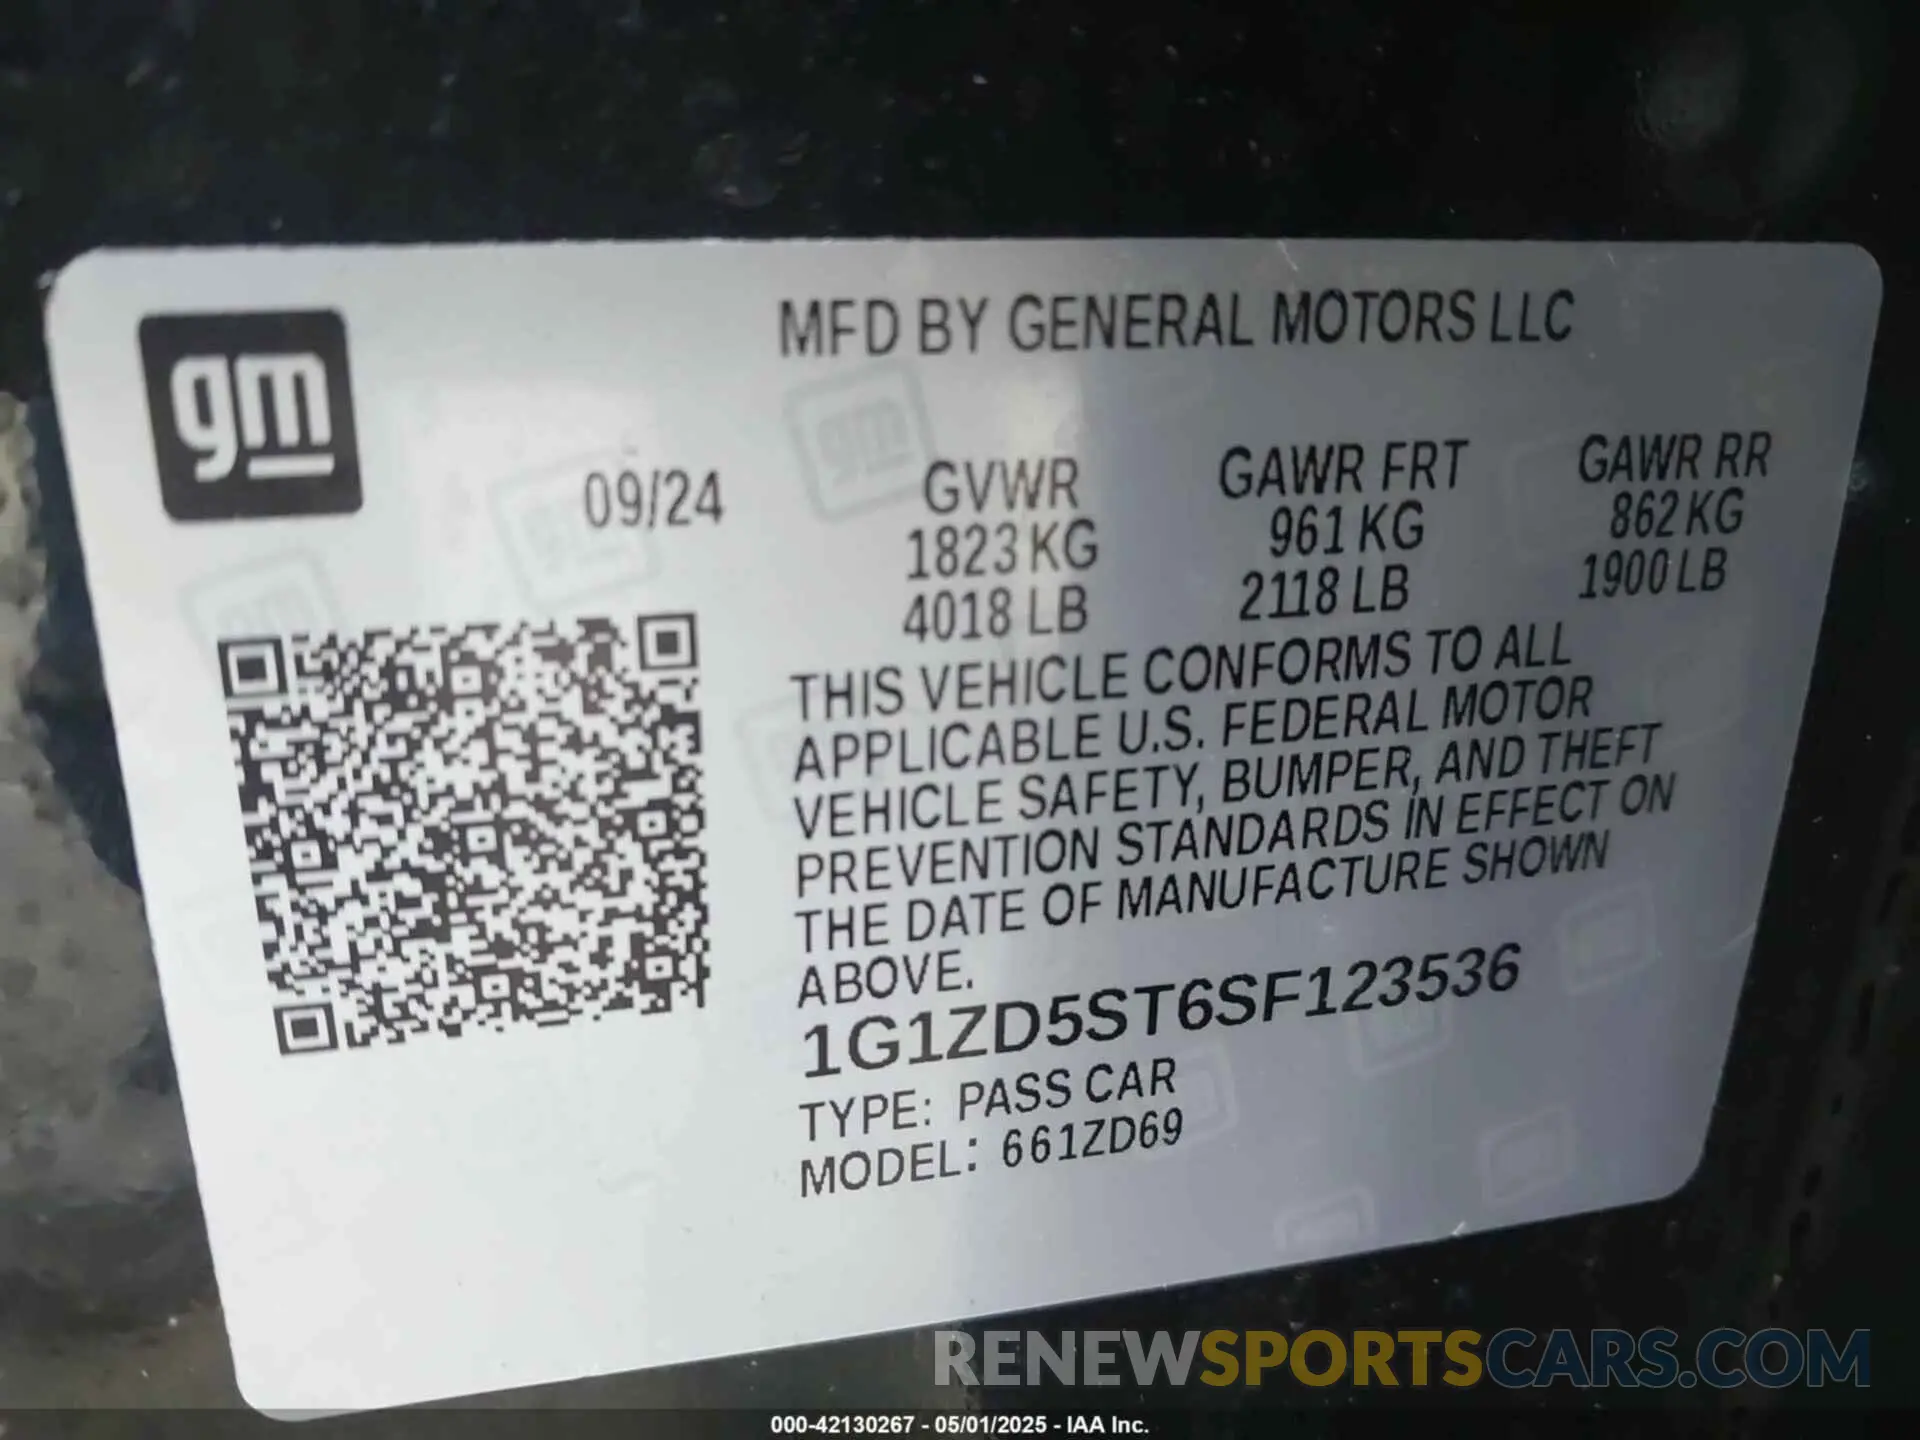 gm
MFD BY GENERAL MOTORS LLC
09/24
GVWR GAWR FRT GAWR RR
1823 KG 961 KG 862 KG
4018 LB 2118 LB 1900 LB
THIS VEHICLE CONFORMS TO ALL
APPLICABLE U.S. FEDERAL MOTOR
VEHICLE SAFETY, BUMPER, AND THEFT
PREVENTION STANDARDS IN EFFECT ON
THE DATE OF MANUFACTURE SHOWN
ABOVE.
1G1ZD5ST6SF123536
TYPE: PASS CAR
MODEL: 661ZD69
RENEWSPORTSCARS.COM
000-42130267 - 05/01/2025 - IAA Inc.